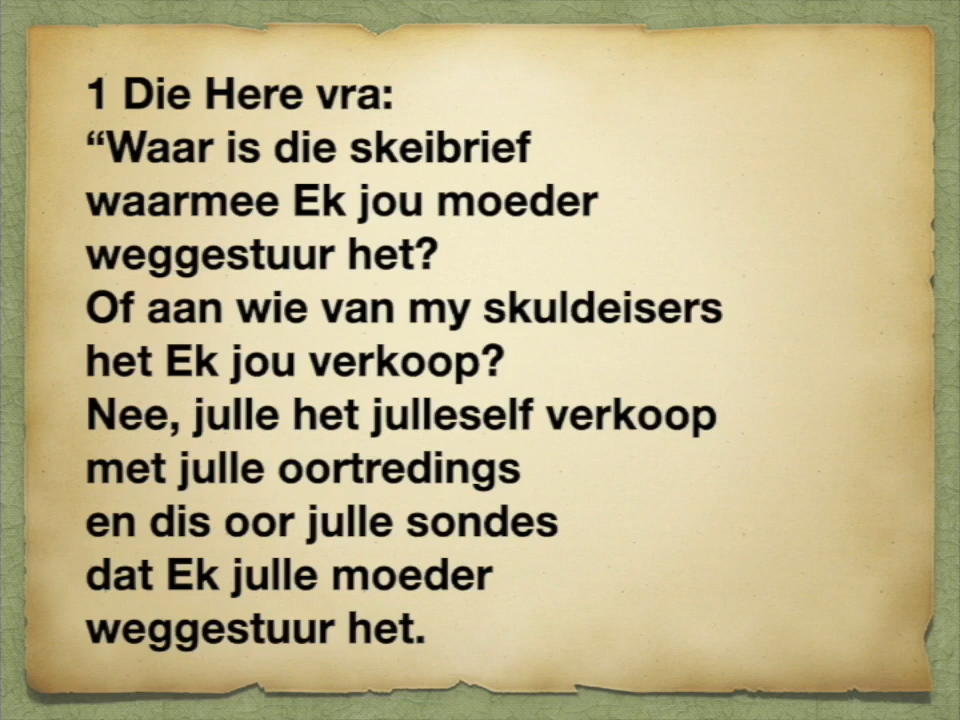 1 Die Here vra:
“Waar is die skeibrief
waarmee Ek jou moeder
weggestuur het?
Of aan wie van my skuldeisers
het Ek jou verkoop?
Nee, julle het julleself verkoop
met julle oortredings
en dis oor julle sondes
dat Ek julle moeder
weggestuur het.